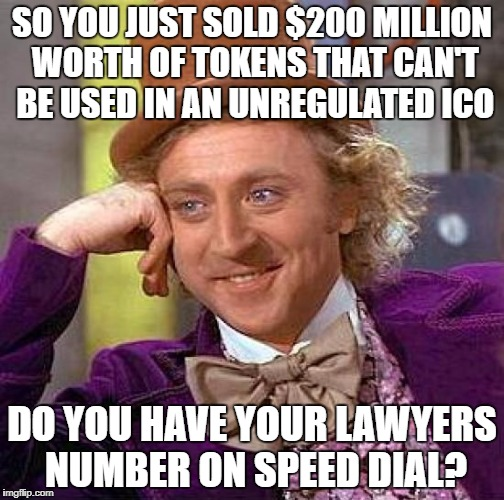 SO YOU JUST SOLD $200 MILLION
WORTH OF TOKENS THAT CAN'T
BE USED IN AN UNREGULATED ICO
DO YOU HAVE YOUR LAWYERS
NUMBER ON SPEED DIAL?
imgflip.com